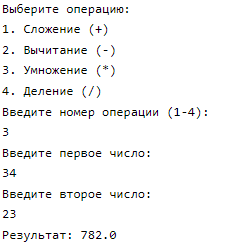 Выберите операцию:
1. Сложение (+)
2. Вычитание (-)
3. Умножение (*)
4. Деление (/)
Введите номер операции (1-4):
3
Введите первое число:
34
Введите второе число:
23
Результат: 782.0